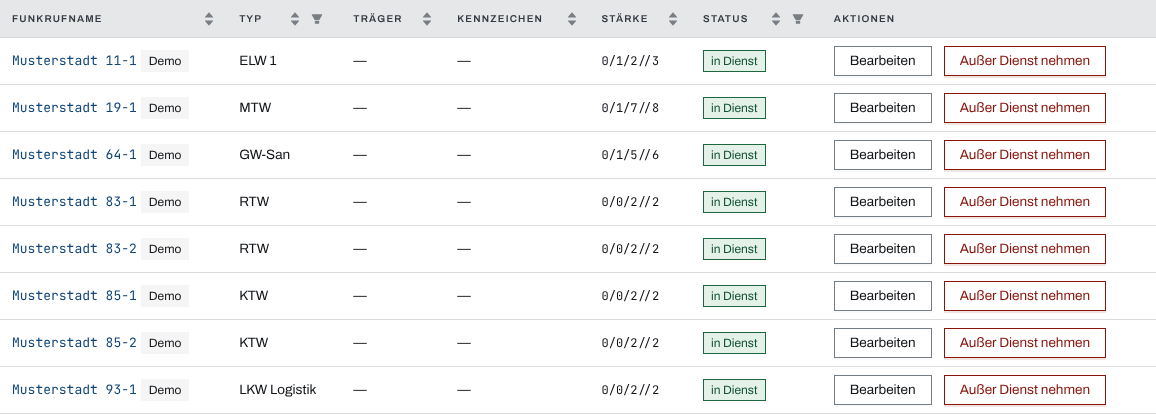 FUNKRUFNAME TYP TRÄGER KENNZEICHEN STÄRKE STATUS AKTIONEN
Musterstadt 11-1 Demo ELW 1 — — 0/1/2//3 in Dienst Bearbeiten Außer Dienst nehmen
Musterstadt 19-1 Demo MTW — — 0/1/7//8 in Dienst Bearbeiten Außer Dienst nehmen
Musterstadt 64-1 Demo GW-San — — 0/1/5//6 in Dienst Bearbeiten Außer Dienst nehmen
Musterstadt 83-1 Demo RTW — — 0/0/2//2 in Dienst Bearbeiten Außer Dienst nehmen
Musterstadt 83-2 Demo RTW — — 0/0/2//2 in Dienst Bearbeiten Außer Dienst nehmen
Musterstadt 85-1 Demo KTW — — 0/0/2//2 in Dienst Bearbeiten Außer Dienst nehmen
Musterstadt 85-2 Demo KTW — — 0/0/2//2 in Dienst Bearbeiten Außer Dienst nehmen
Musterstadt 93-1 Demo LKW Logistik — — 0/0/2//2 in Dienst Bearbeiten Außer Dienst nehmen